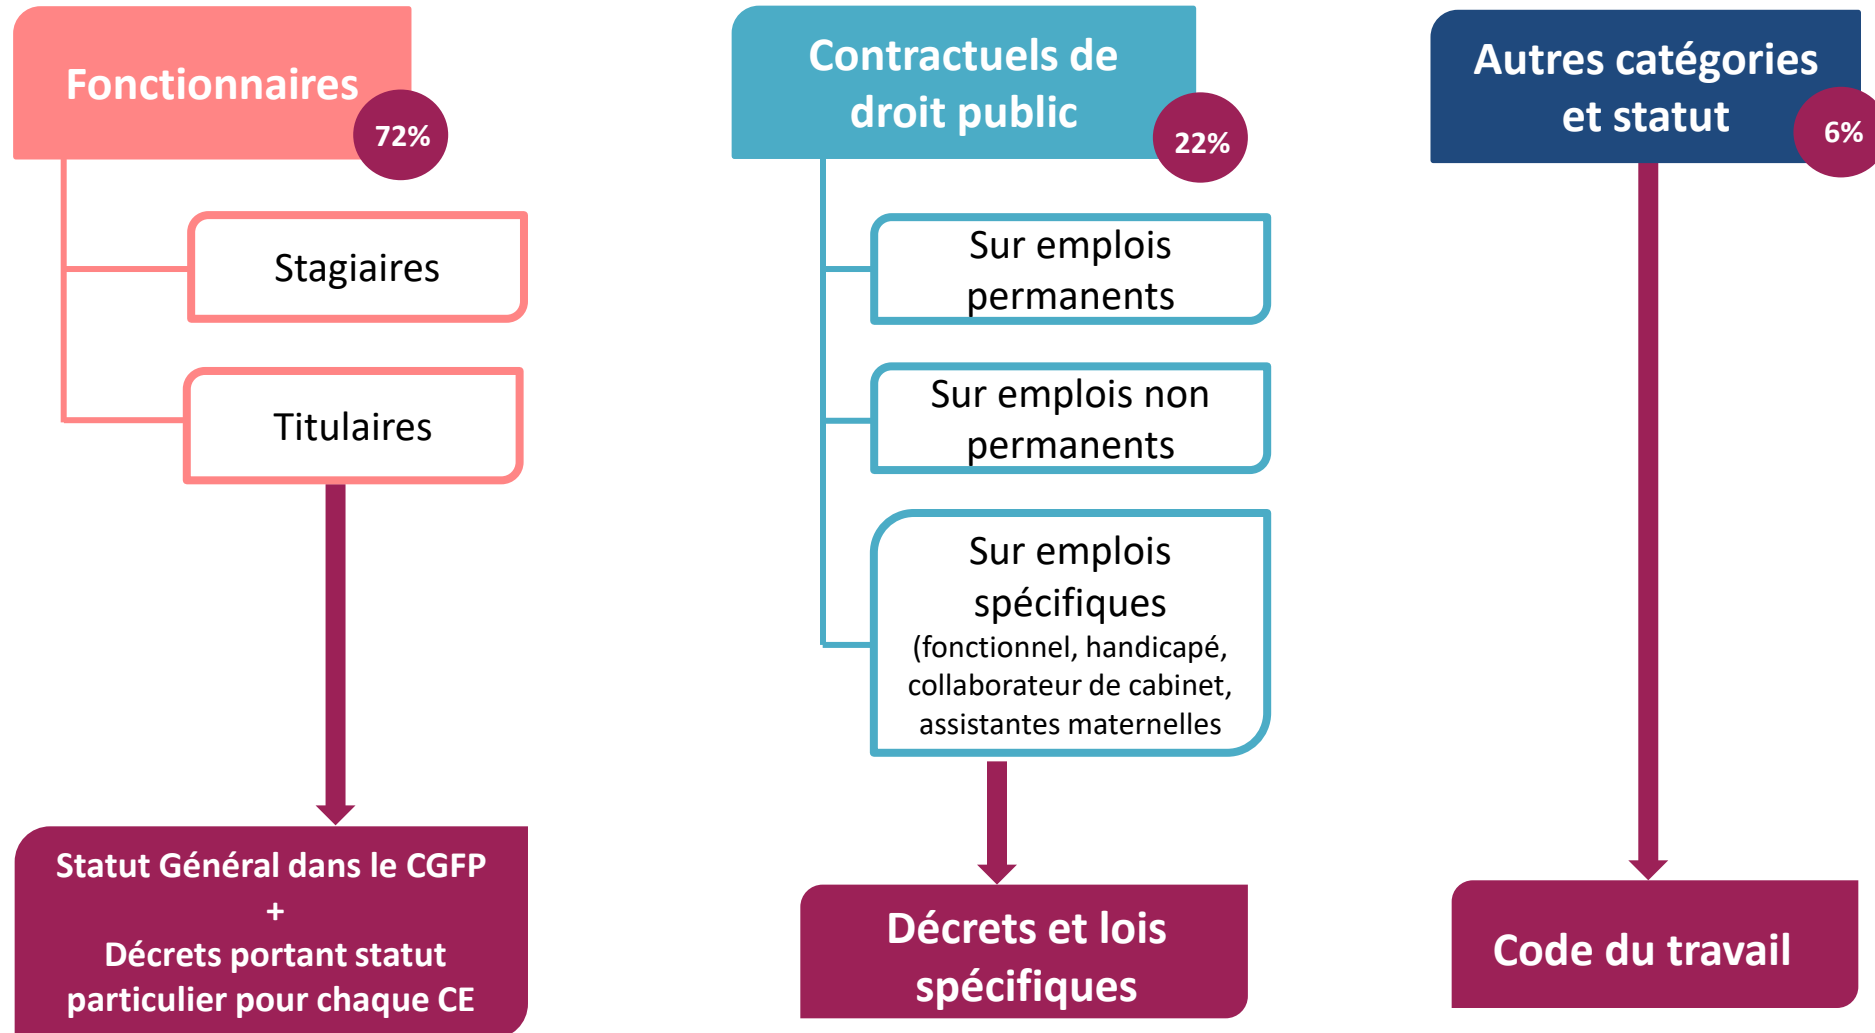 Fonctionnaires
72%
Stagiaires
Titulaires
Statut Général dans le CGFP
+
Décrets portant statut
particulier pour chaque CE
Contractuels de
droit public
22%
Sur emplois
permanents
Sur emplois non
permanents
Sur emplois
spécifiques
(fonctionnel, handicapé,
collaborateur de cabinet,
assistantes maternelles
Décrets et lois
spécifiques
Autres catégories
et statut
6%
Code du travail